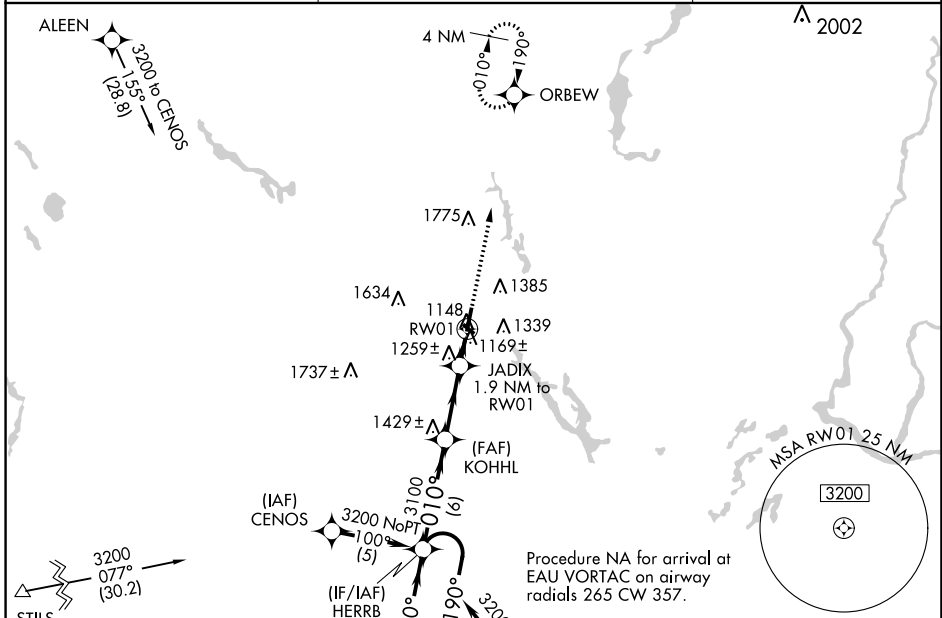 ALEEN
3200 to CENOS
155°
(28.8)
4 NM
010°
190°
ORBEW
2002
1775
1634
1385
1148
RW01
1339
1259±
1169±
JADIX
1.9 NM to
RW01
1737±
1429±
(FAF)
KOHHL
3100
010°
(6)
(IAF)
CENOS
3200 NoPT
100°
(5)
(IF/IAF)
HERRB
190°
3200
077°
(30.2)
Procedure NA for arrival at
EAU VORTAC on airway
radials 265 CW 357.
MSA RW01 25 NM
3200